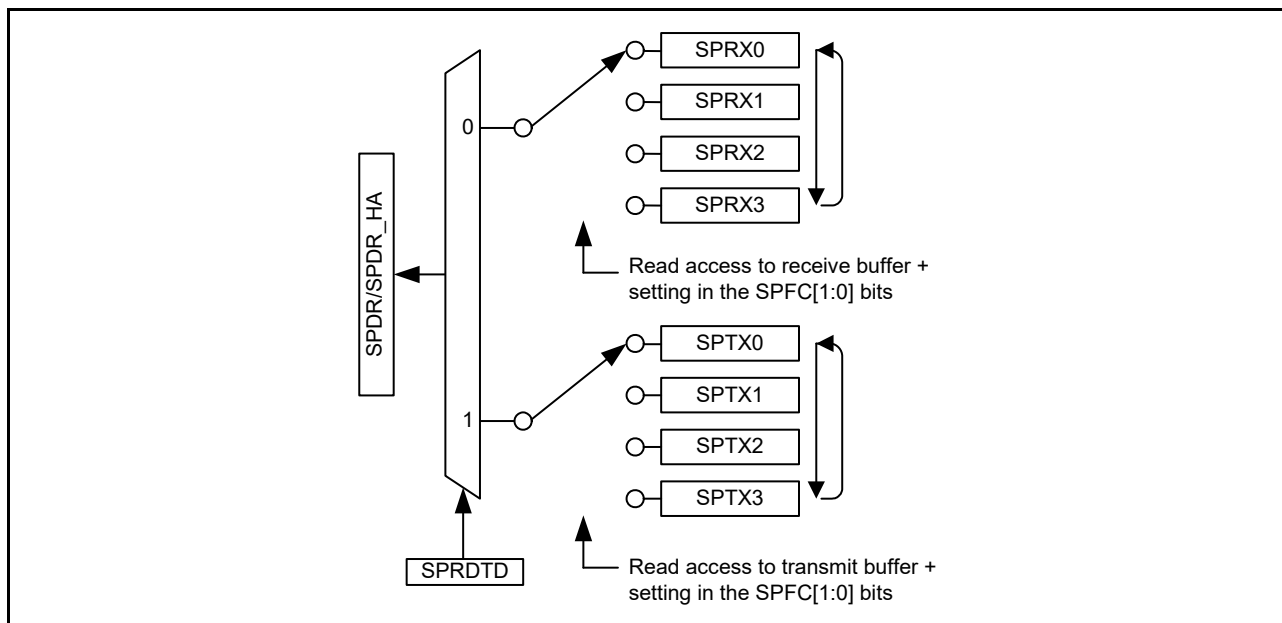 SPRX0
SPRX1
0
SPRX2
SPRX3
SPDR/SPDR_HA
Read access to receive buffer +
setting in the SPFC[1:0] bits
SPTX0
SPTX1
1
SPTX2
SPTX3
SPRDTD
Read access to transmit buffer +
setting in the SPFC[1:0] bits